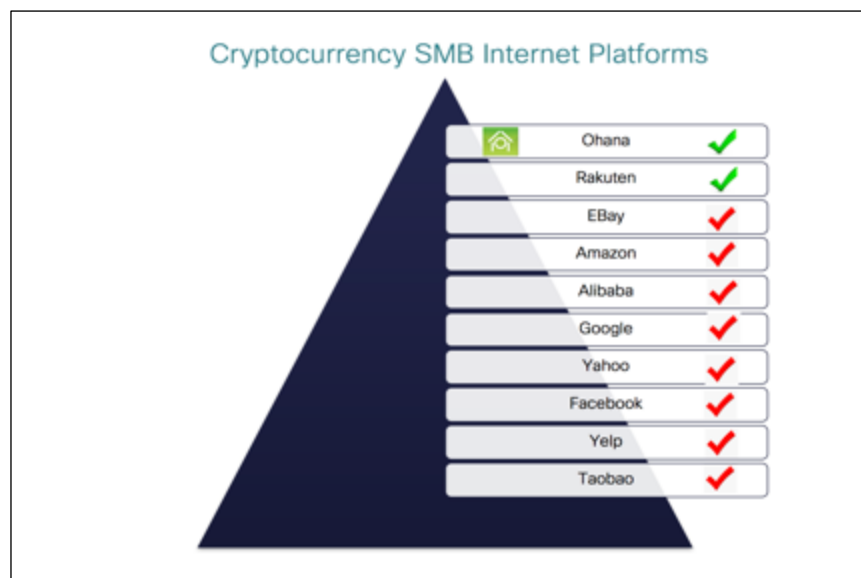 Cryptocurrency SMB Internet Platforms
Ohana
Rakuten
EBay
Amazon
Alibaba
Google
Yahoo
Facebook
Yelp
Taobao